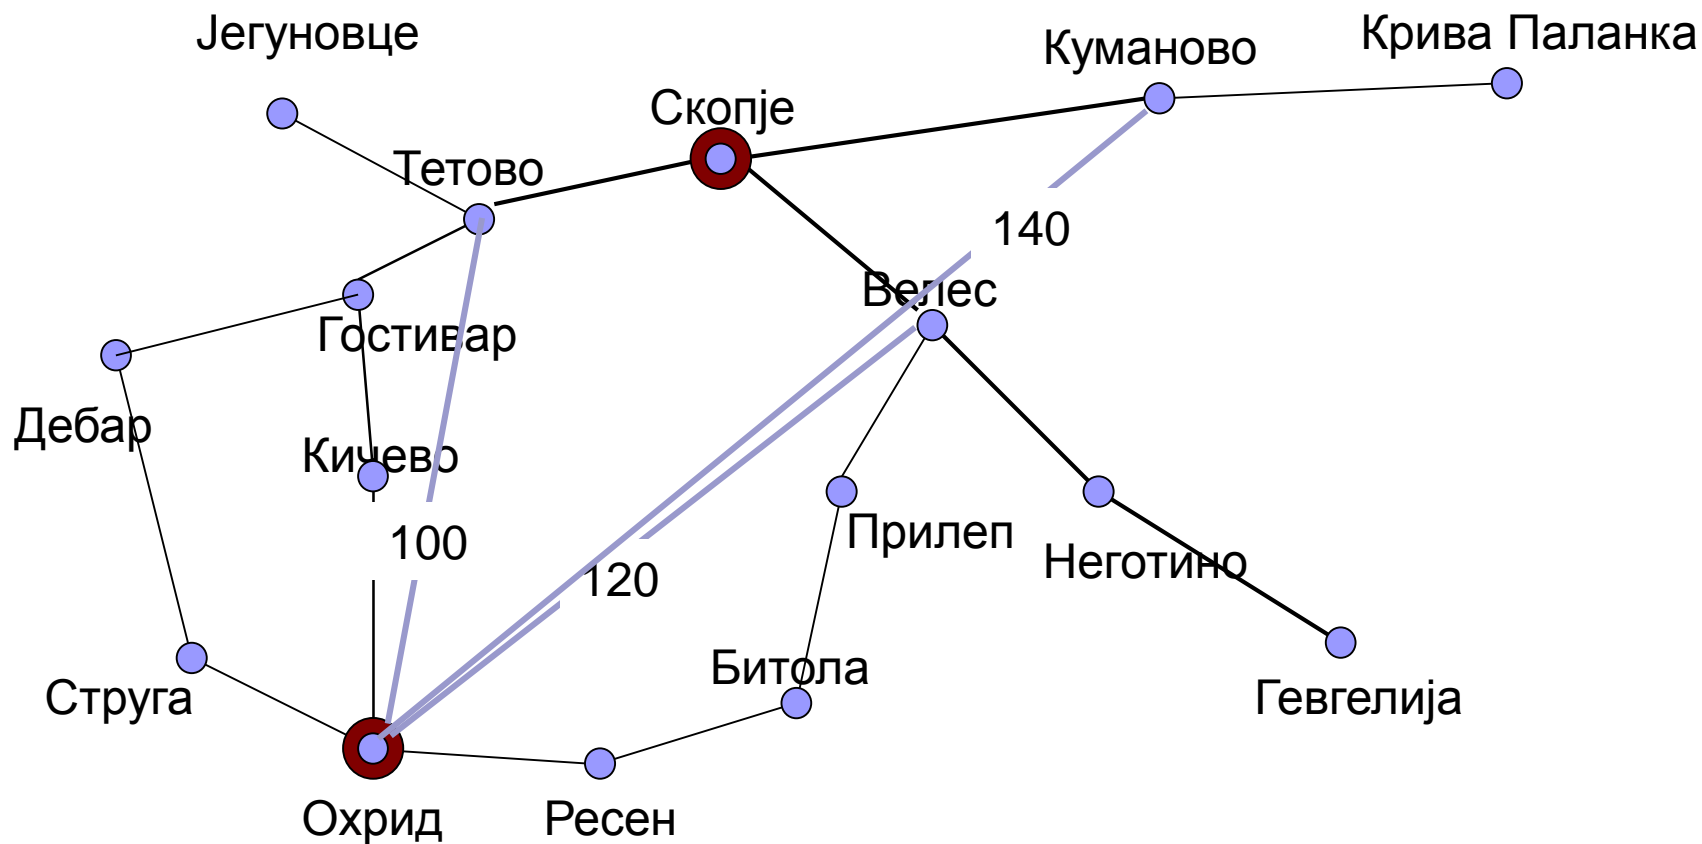 Јегуновце
Скопје
Куманово
Крива Паланка
Тетово
140
Велес
Гостивар
Дебар
Кичево
100
120
Прилеп
Неготино
Струга
Битола
Гевгелија
Охрид
Ресен